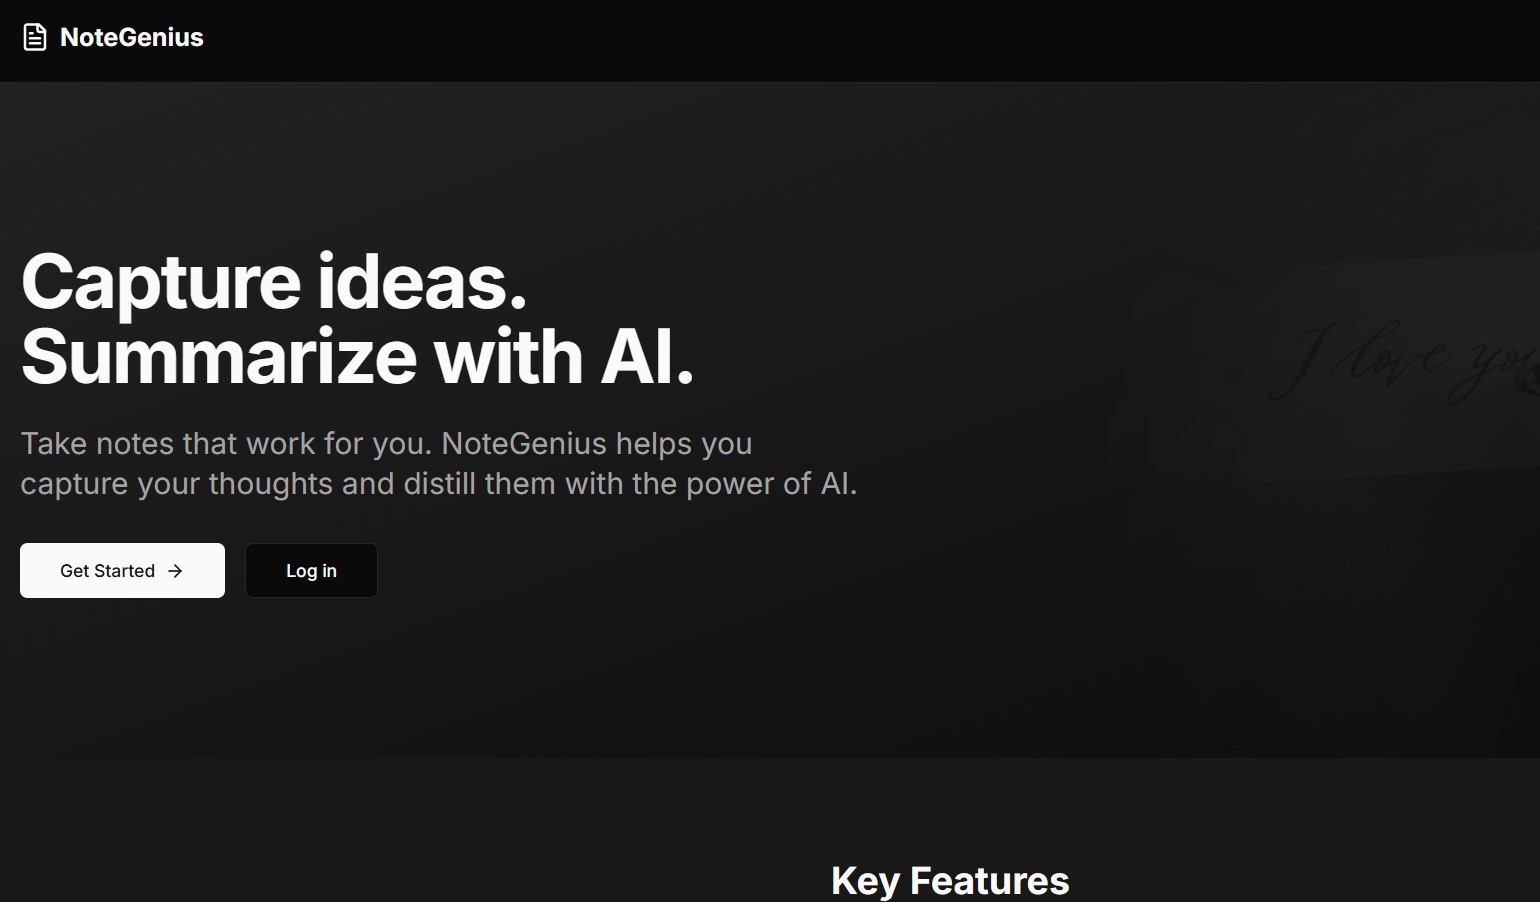 NoteGenius
Capture ideas.
Summarize with AI.
I love yo
Take notes that work for you. NoteGenius helps you
capture your thoughts and distill them with the power of AI.
Get Started
Log in
Key Features